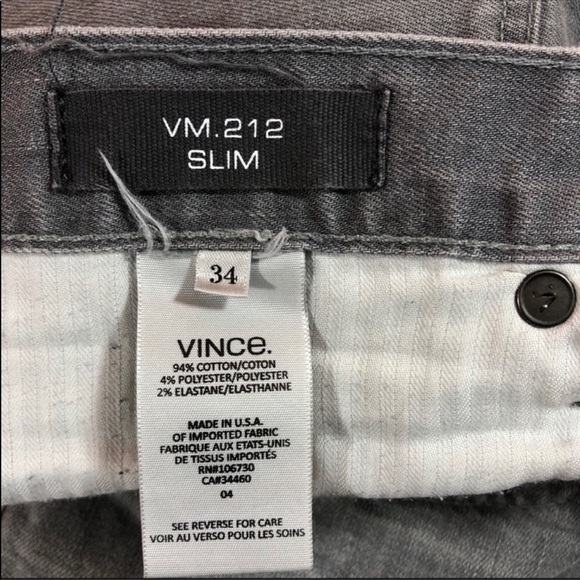 VM.212
SLIM
34
VINCE.
94% COTTON/COTON
4% POLYESTER/POLYESTER
2% ELASTANE/ELASTHANNE
MADE IN U.S.A.
OF IMPORTED FABRIC
FABRIQUE AUX ETATS-UNIS
DE TISSUS IMPORTÉS
RN#106730
CA#34460
04
SEE REVERSE FOR CARE
VOIR AU VERSO POUR LES SOINS